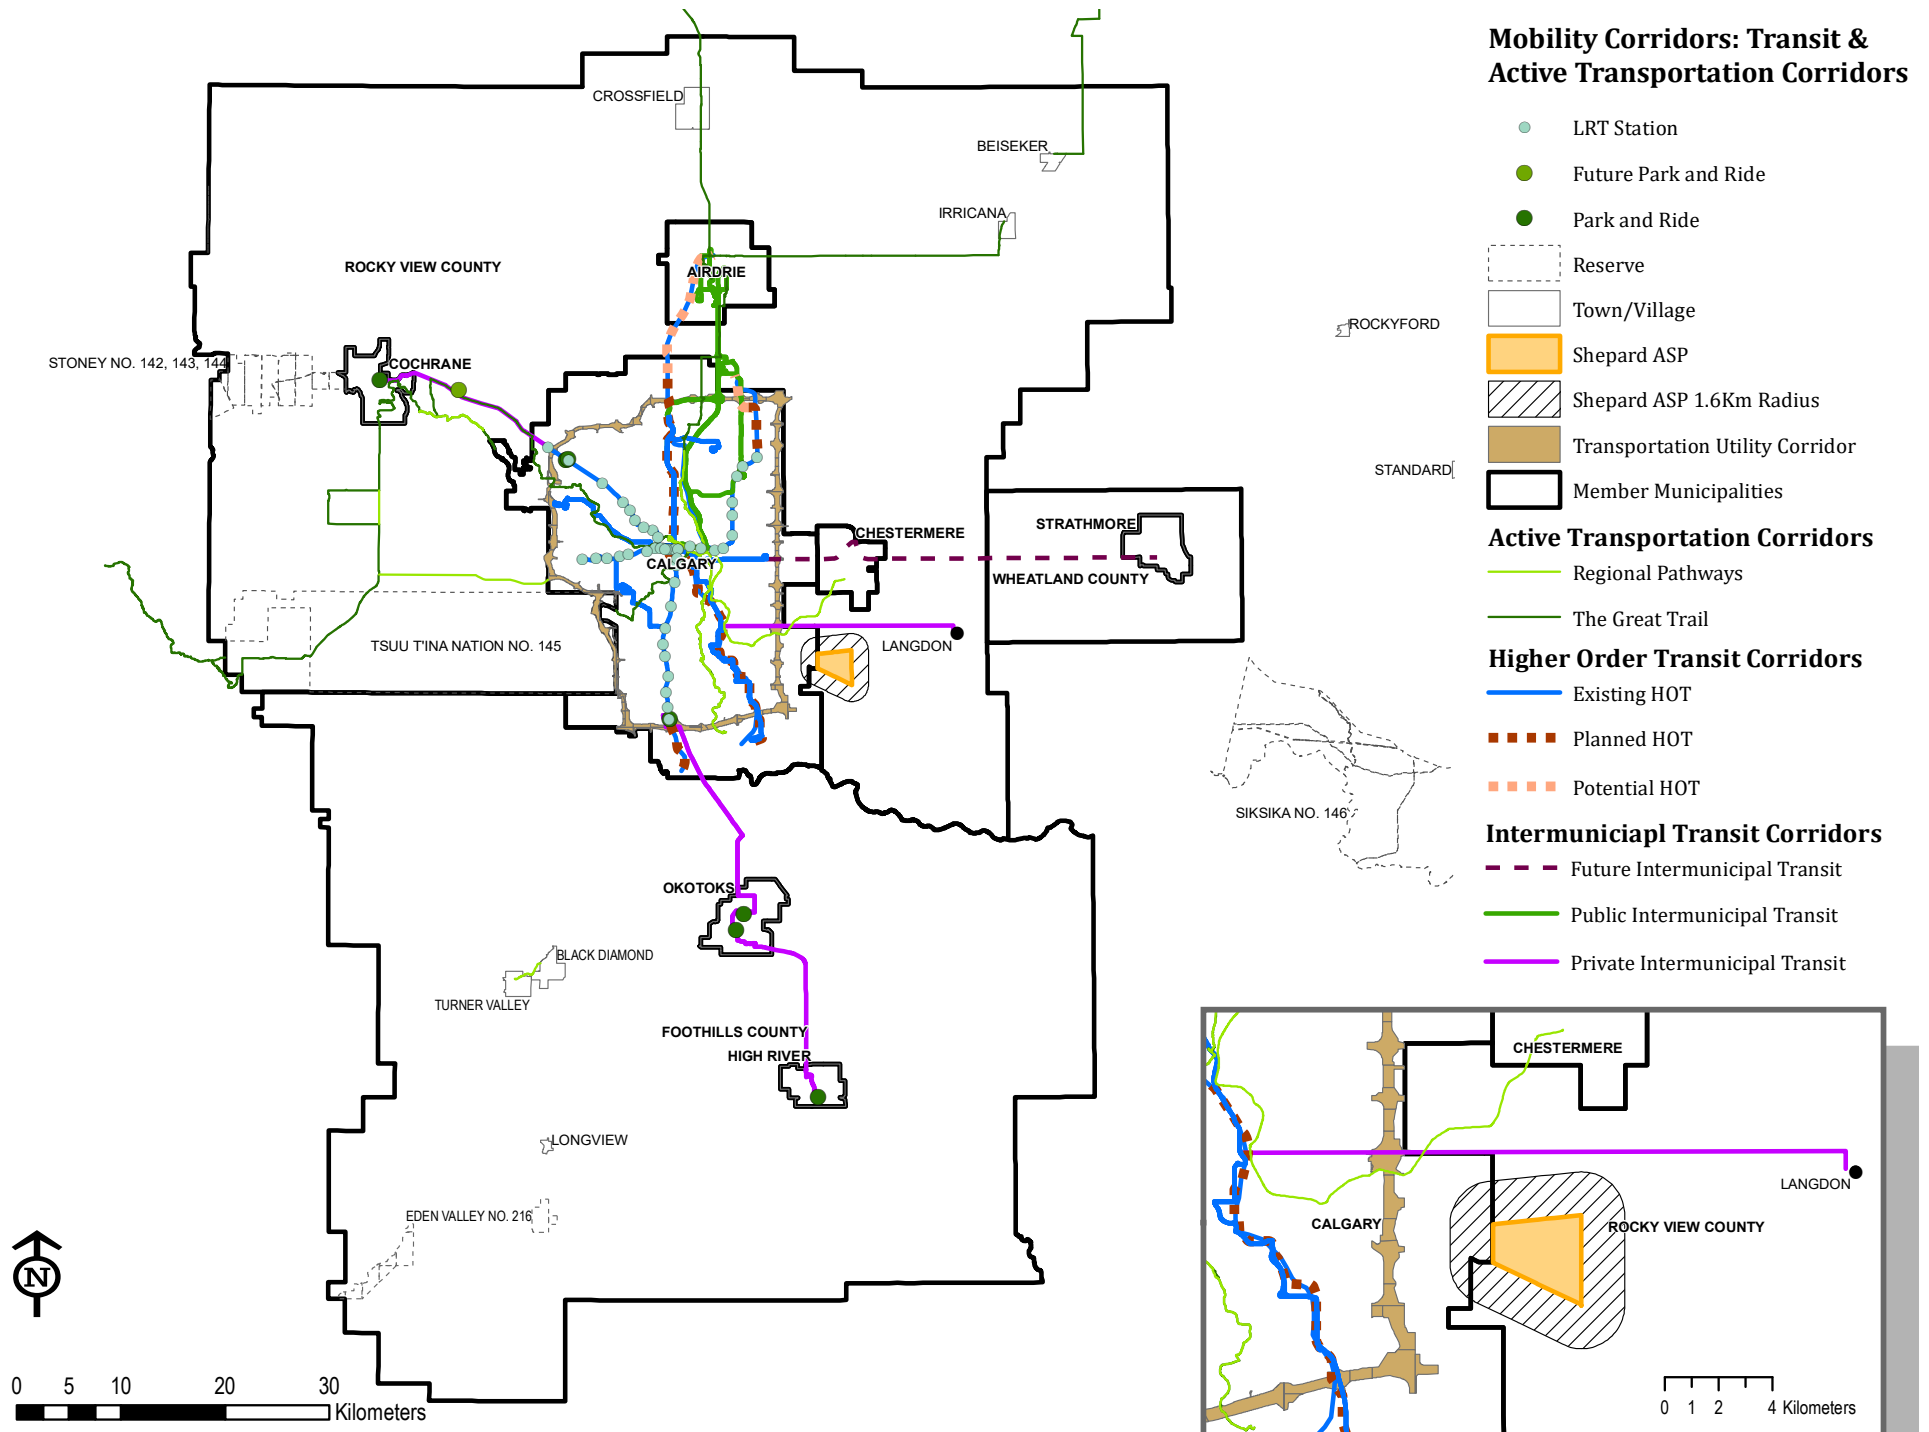 Mobility Corridors: Transit &
Active Transportation Corridors
LRT Station
Future Park and Ride
Park and Ride
Reserve
Town/Village
Shepard ASP
Shepard ASP 1.6Km Radius
Transportation Utility Corridor
Member Municipalities
Active Transportation Corridors
Regional Pathways
The Great Trail
Higher Order Transit Corridors
Existing HOT
Planned HOT
Potential HOT
Intermuniciapl Transit Corridors
Future Intermunicipal Transit
Public Intermunicipal Transit
Private Intermunicipal Transit
CROSSFIELD
BEISEKER
IRRICANA
ROCKY VIEW COUNTY
AIRDRIE
ROCKYFORD
STONEY NO. 142, 143, 144
COCHRANE
STANDARD
STRATHMORE
CHESTERMERE
CALGARY
WHEATLAND COUNTY
TSUU T'INA NATION NO. 145
LANGDON
SIKSIKA NO. 146
OKOTOKS
BLACK DIAMOND
TURNER VALLEY
FOOTHILLS COUNTY
HIGH RIVER
LONGVIEW
EDEN VALLEY NO. 216
N
0 5 10 20 30
Kilometers
CHESTERMERE
LANGDON
CALGARY
ROCKY VIEW COUNTY
0 1 2 4 Kilometers